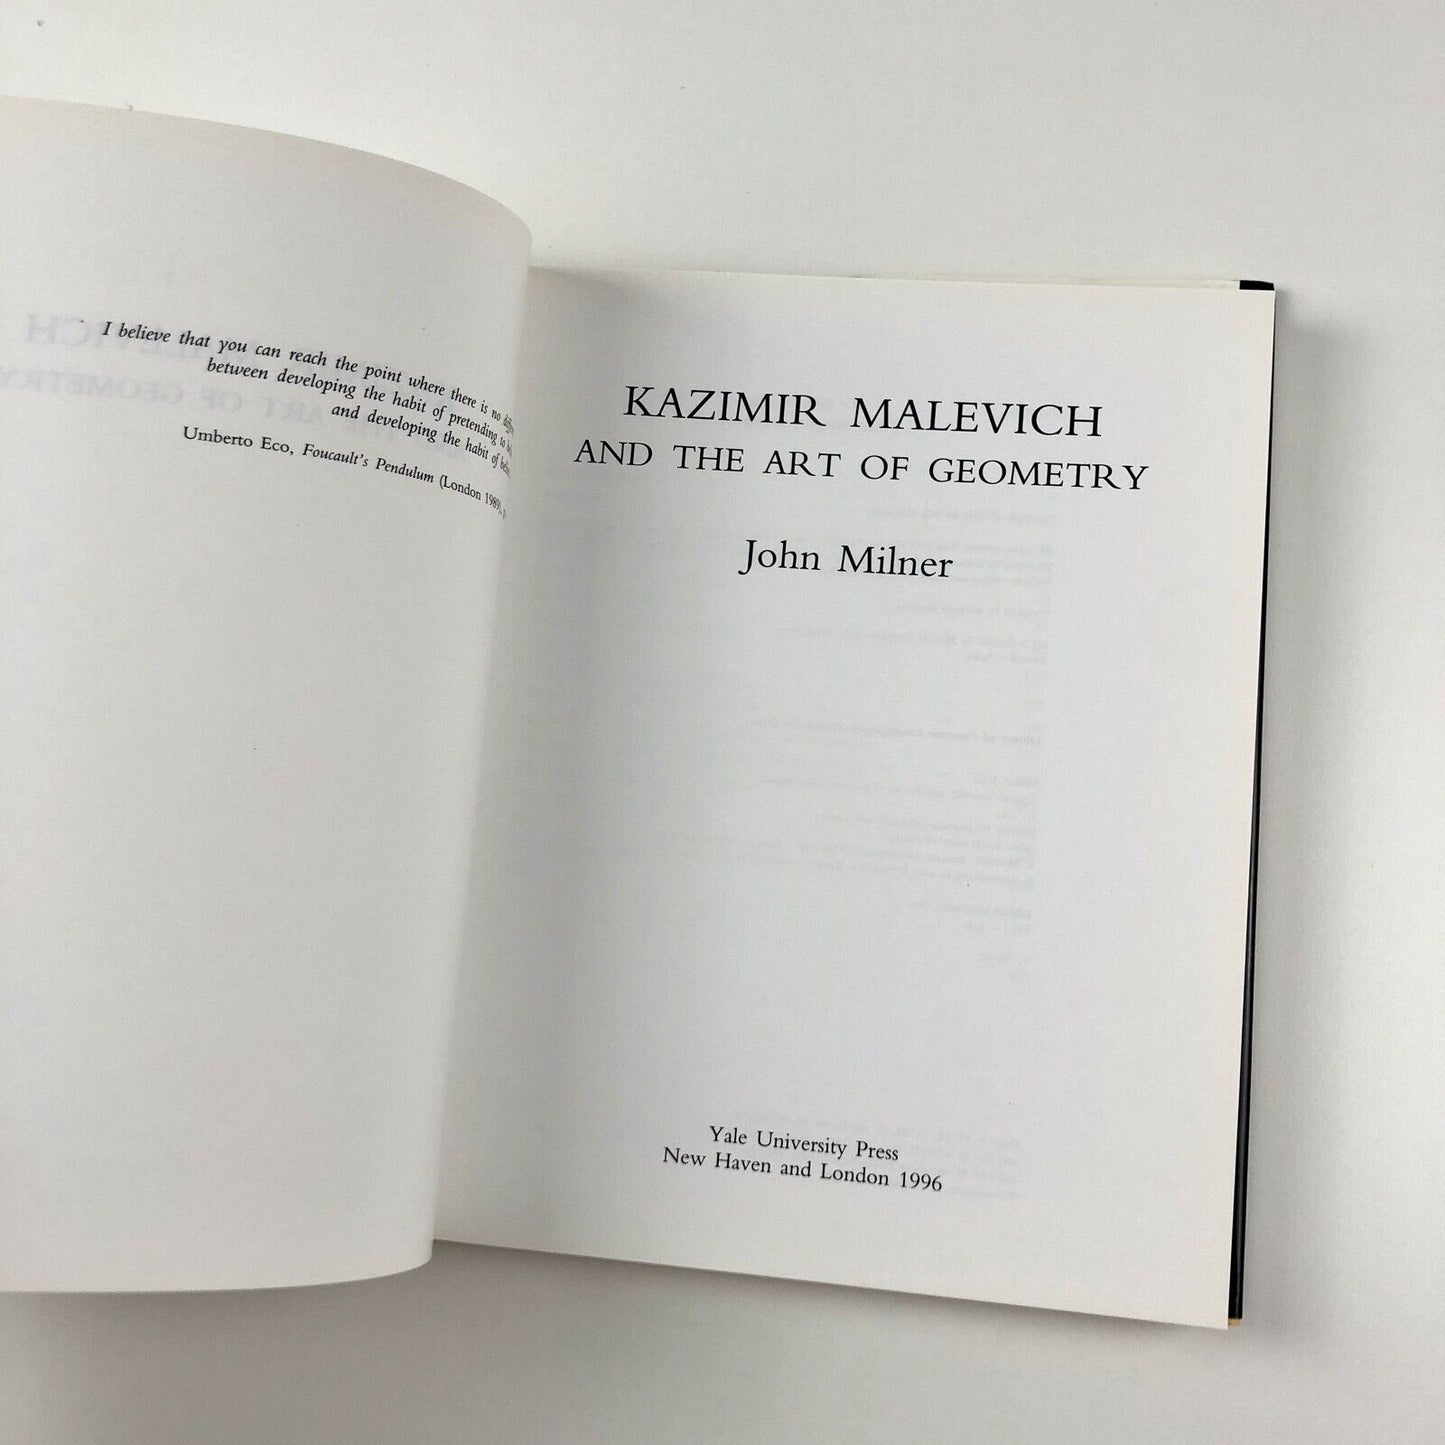 I believe that you can reach the point where there is no
between developing the habit of pretending to
and developing the habit of
Umberto Eco, Foucault's Pendulum (London 1989),
KAZIMIR MALEVICH
AND THE ART OF GEOMETRY
John Milner
Yale University Press
New Haven and London 1996